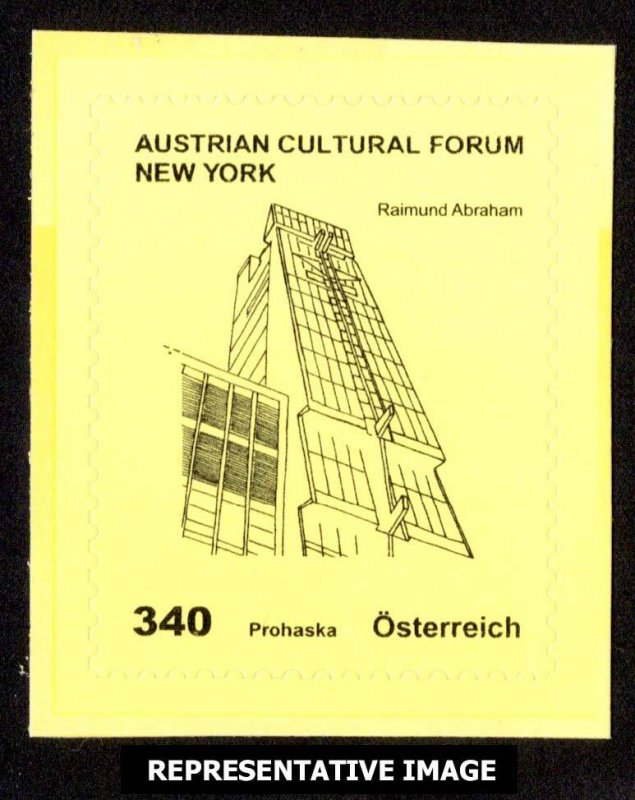 AUSTRIAN CULTURAL FORUM
NEW YORK
Raimund Abraham
340 Prohaska Österreich
REPRESENTATIVE IMAGE